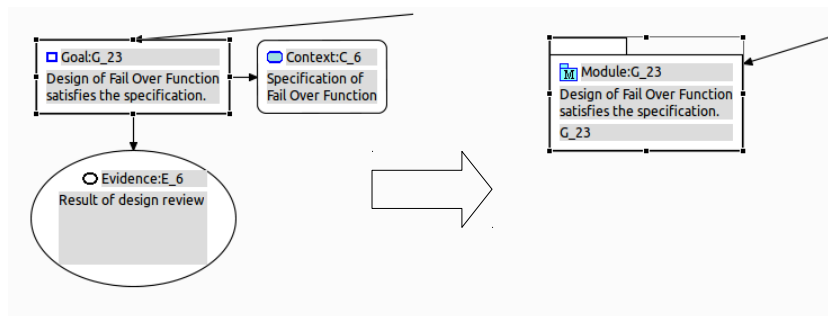 Goal:G_23
Design of Fail Over Function
satisfies the specification.
Context:C_6
Specification of
Fail Over Function
Evidence:E_6
Result of design review
M
Module:G_23
Design of Fail Over Function
satisfies the specification.
G_23